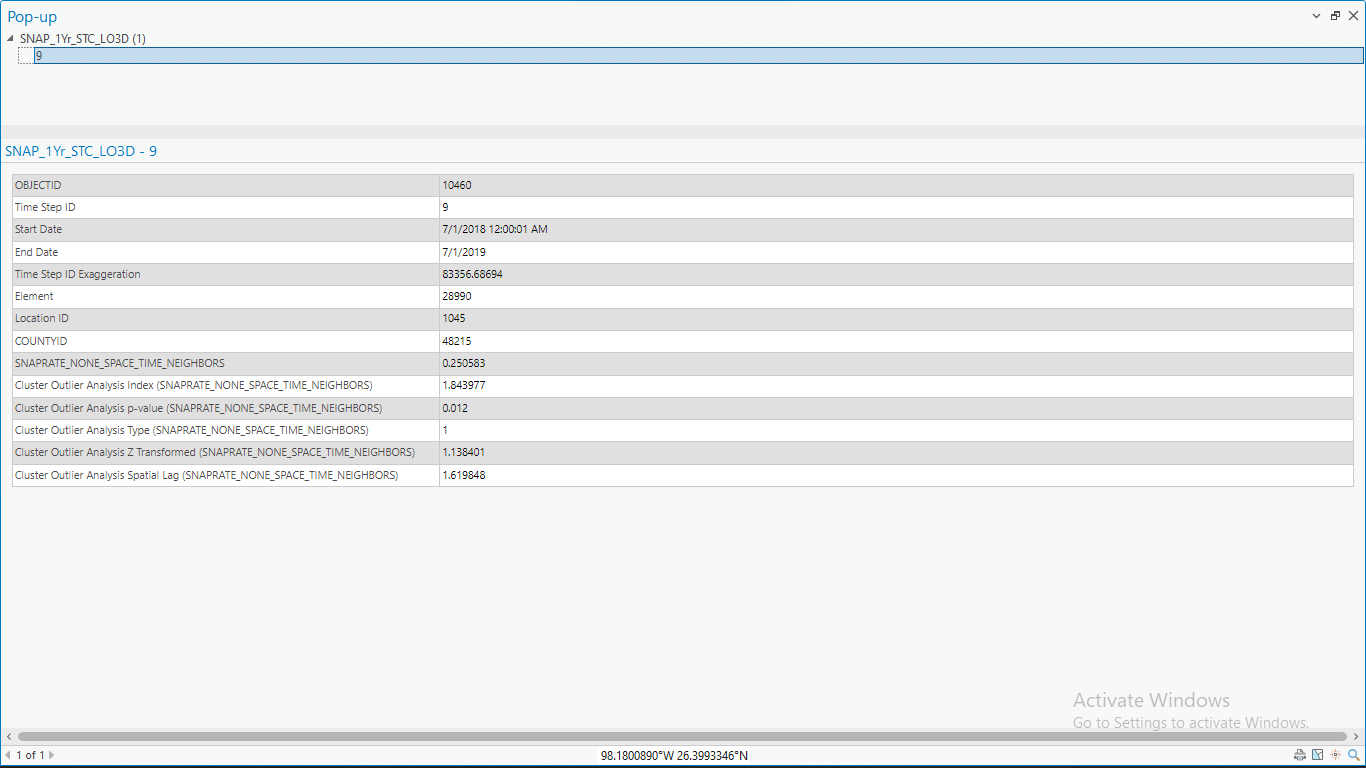 Pop-up
SNAP_1Yr_STC_LO3D (1)
9
SNAP_1Yr_STC_LO3D - 9
OBJECTID 10460
Time Step ID 9
Start Date 7/1/2018 12:00:01 AM
End Date 7/1/2019
Time Step ID Exaggeration 83356.68694
Element 28990
Location ID 1045
COUNTYID 48215
SNAPRATE_NONE_SPACE_TIME_NEIGHBORS 0.250583
Cluster Outlier Analysis Index (SNAPRATE_NONE_SPACE_TIME_NEIGHBORS) 1.843977
Cluster Outlier Analysis p-value (SNAPRATE_NONE_SPACE_TIME_NEIGHBORS) 0.012
Cluster Outlier Analysis Type (SNAPRATE_NONE_SPACE_TIME_NEIGHBORS) 1
Cluster Outlier Analysis Z Transformed (SNAPRATE_NONE_SPACE_TIME_NEIGHBORS) 1.138401
Cluster Outlier Analysis Spatial Lag (SNAPRATE_NONE_SPACE_TIME_NEIGHBORS) 1.619848
Activate Windows
Go to Settings to activate Windows.
1 of 1 98.1800890°W 26.3993346°N